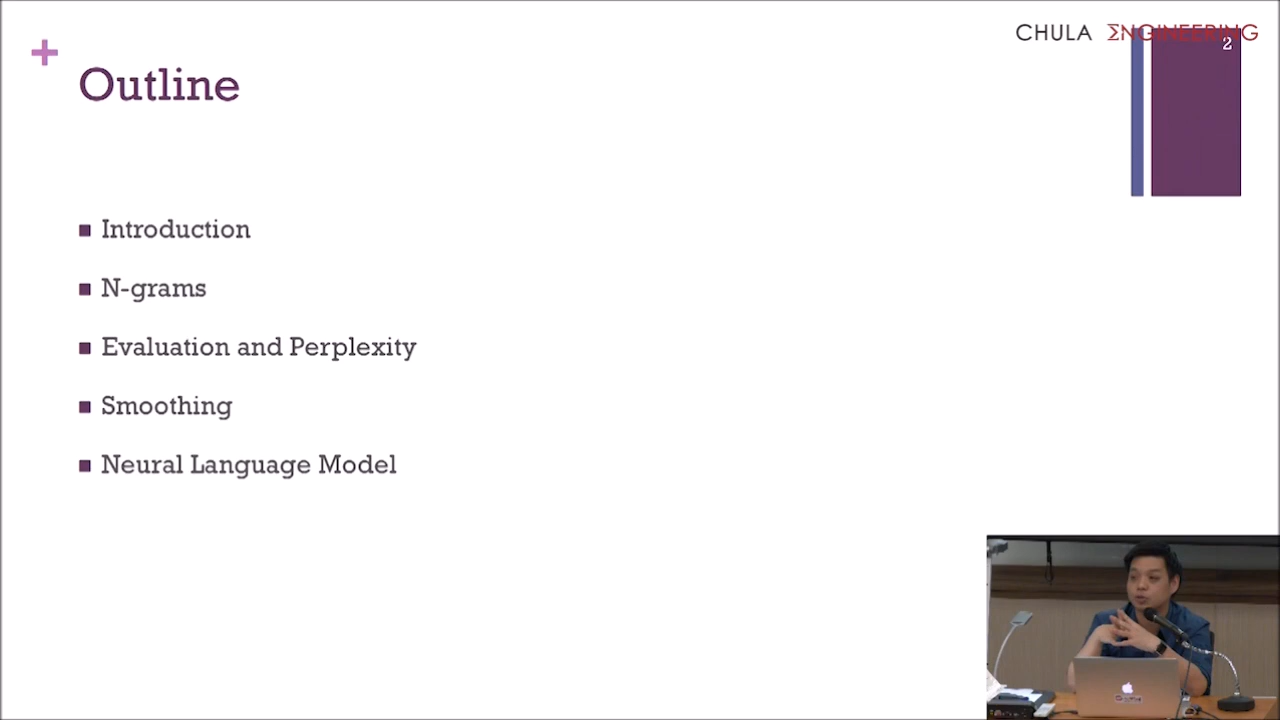 CHULA ΣNGINEERING
2
Outline
Introduction
N-grams
Evaluation and Perplexity
Smoothing
Neural Language Model